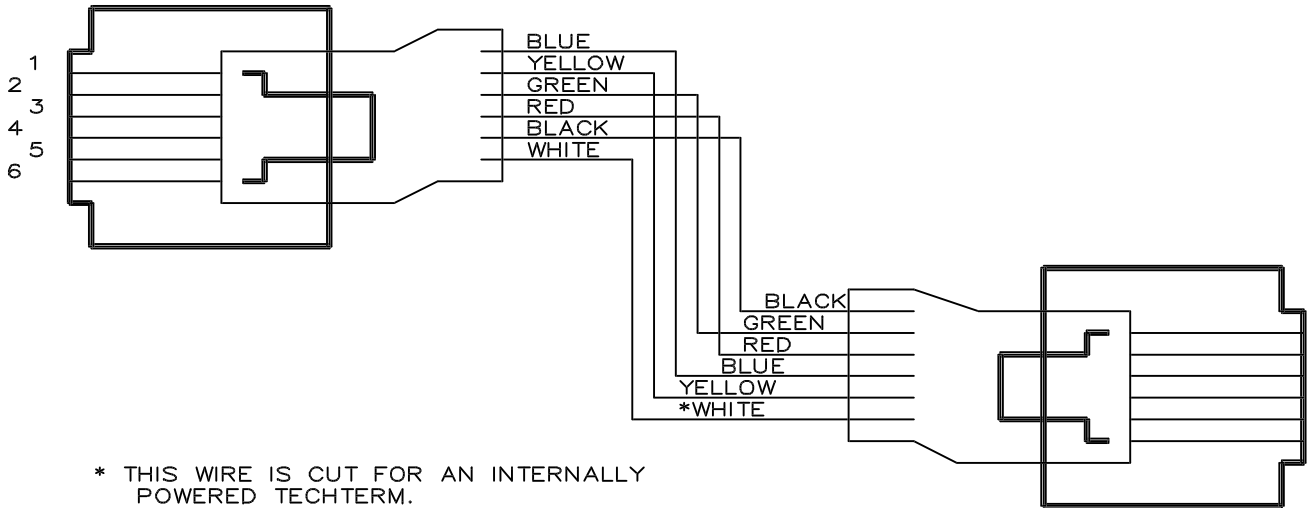 BLUE
1
YELLOW
2
GREEN
3
RED
4
BLACK
5
WHITE
6
BLACK
GREEN
RED
BLUE
YELLOW
*WHITE
* THIS WIRE IS CUT FOR AN INTERNALLY
POWERED TECHTERM.